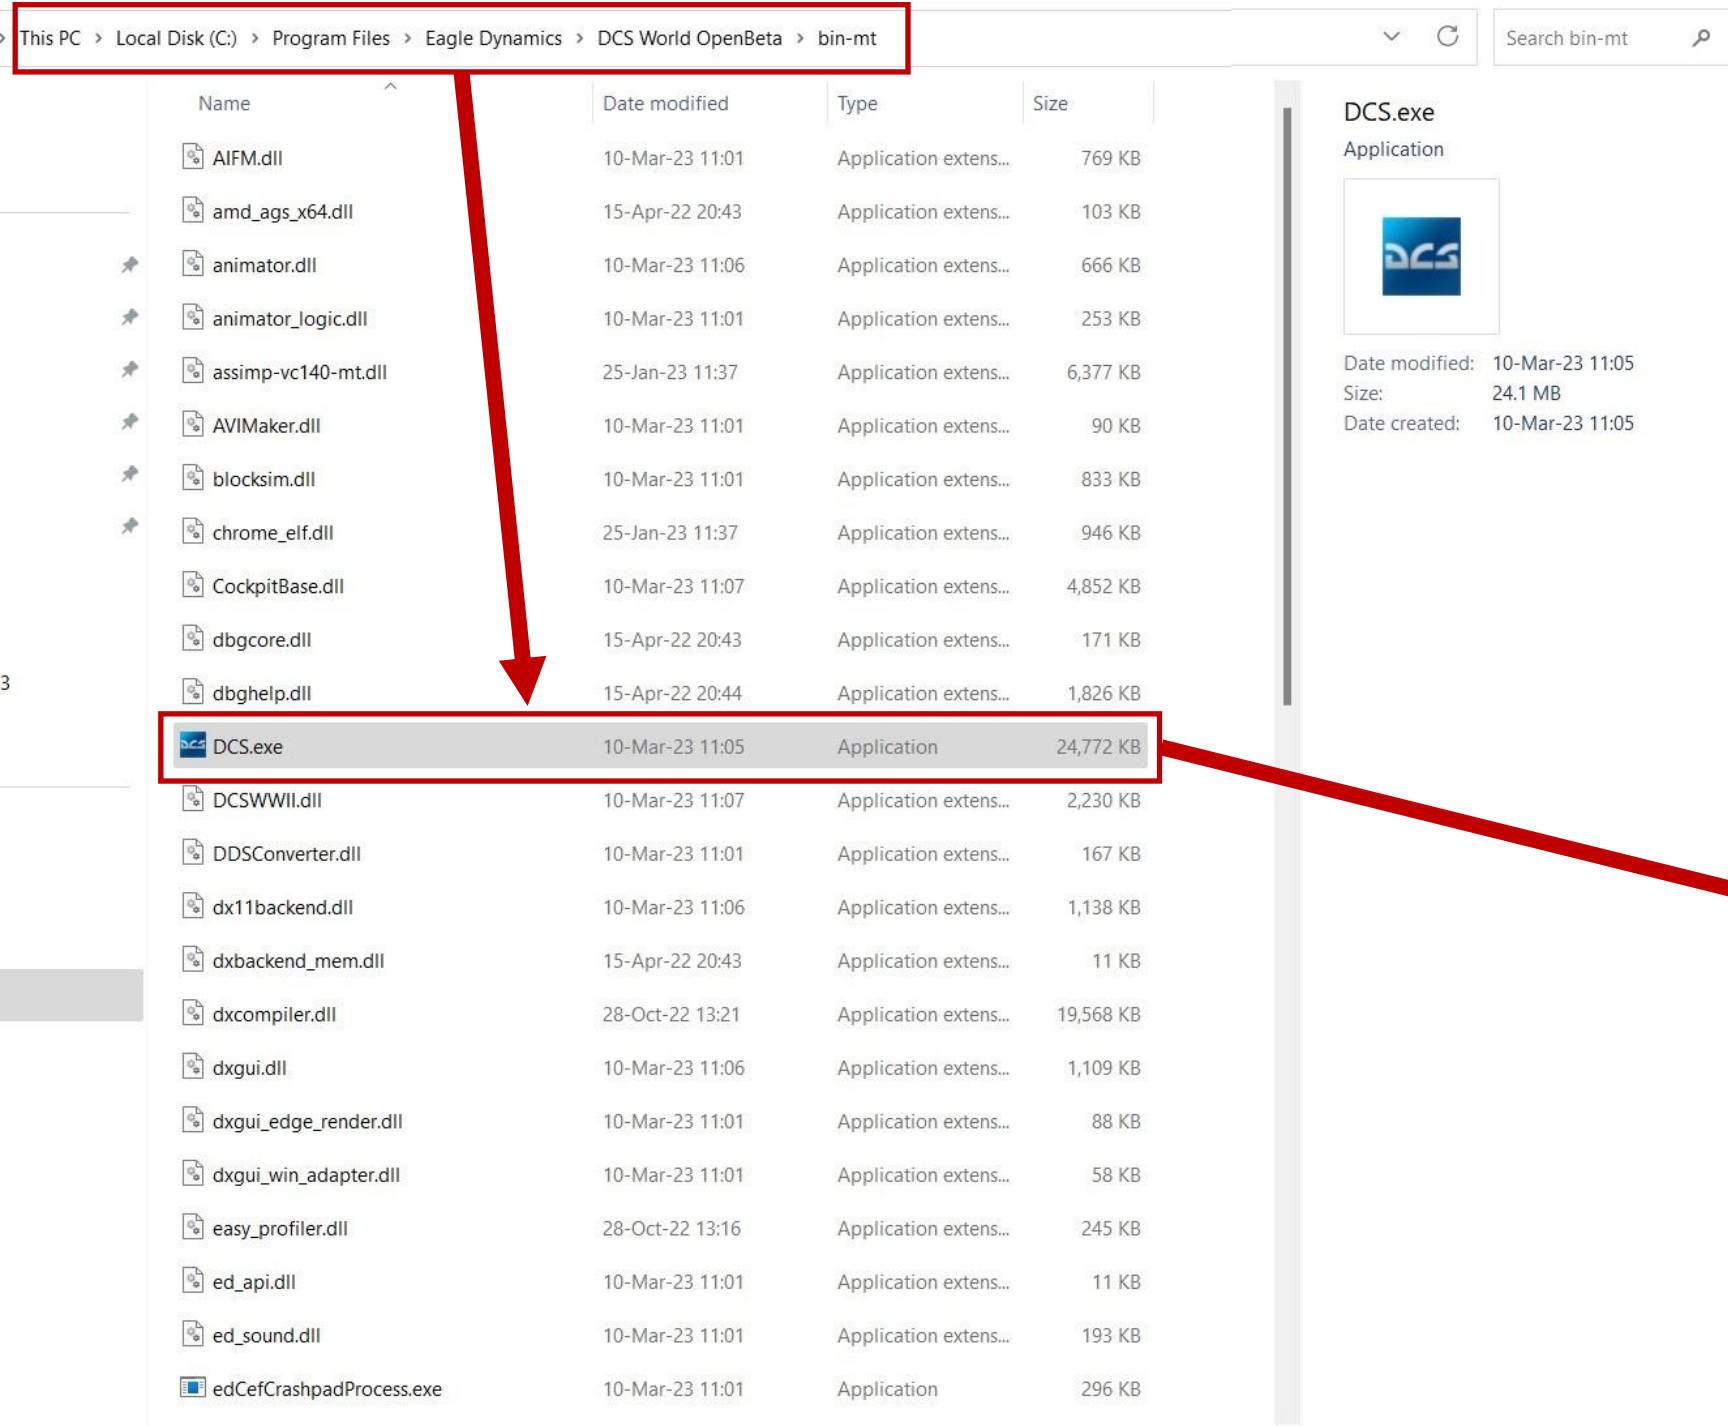 This PC > Local Disk (C:) > Program Files > Eagle Dynamics > DCS World OpenBeta > bin-mt
Search bin-mt
Name Date modified Type Size
AIFM.dll 10-Mar-23 11:01 Application extens... 769 KB
amd_ags_x64.dll 15-Apr-22 20:43 Application extens... 103 KB
animator.dll 10-Mar-23 11:06 Application extens... 666 KB
animator_logic.dll 10-Mar-23 11:01 Application extens... 253 KB
assimp-vc140-mt.dll 25-Jan-23 11:37 Application extens... 6,377 KB
AVIMaker.dll 10-Mar-23 11:01 Application extens... 90 KB
blocksim.dll 10-Mar-23 11:01 Application extens... 833 KB
chrome_elf.dll 25-Jan-23 11:37 Application extens... 946 KB
CockpitBase.dll 10-Mar-23 11:07 Application extens... 4,852 KB
dbgcore.dll 15-Apr-22 20:43 Application extens... 171 KB
3
dbghelp.dll 15-Apr-22 20:44 Application extens... 1,826 KB
DCS DCS.exe 10-Mar-23 11:05 Application 24,772 KB
DCSWWII.dll 10-Mar-23 11:07 Application extens... 2,230 KB
DDSConverter.dll 10-Mar-23 11:01 Application extens... 167 KB
dx11backend.dll 10-Mar-23 11:06 Application extens... 1,138 KB
dxbackend_mem.dll 15-Apr-22 20:43 Application extens... 11 KB
dxcompiler.dll 28-Oct-22 13:21 Application extens... 19,568 KB
dxgui.dll 10-Mar-23 11:06 Application extens... 1,109 KB
dxgui_edge_render.dll 10-Mar-23 11:01 Application extens... 88 KB
dxgui_win_adapter.dll 10-Mar-23 11:01 Application extens... 58 KB
easy_profiler.dll 28-Oct-22 13:16 Application extens... 245 KB
ed_api.dll 10-Mar-23 11:01 Application extens... 11 KB
ed_sound.dll 10-Mar-23 11:01 Application extens... 193 KB
edCefCrashpadProcess.exe 10-Mar-23 11:01 Application 296 KB
DCS.exe
Application
DCS
Date modified: 10-Mar-23 11:05
Size: 24.1 MB
Date created: 10-Mar-23 11:05